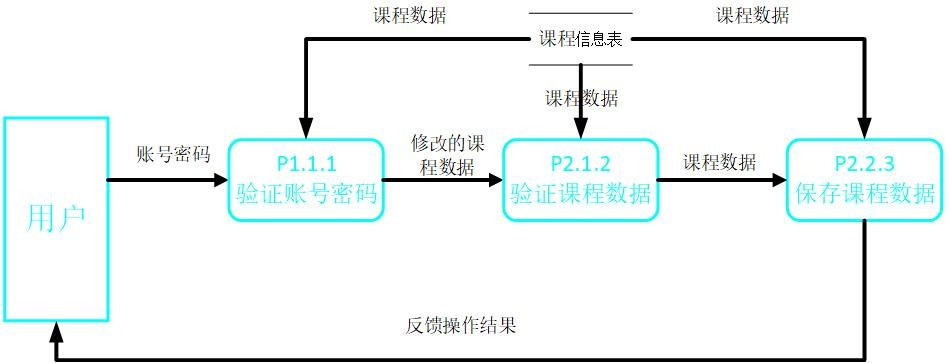 课程数据
课程数据
课程信息表
课程数据
账号密码
修改的课
程数据
课程数据
P1.1.1
验证账号密码
P2.1.2
验证课程数据
P2.2.3
保存课程数据
用户
反馈操作结果